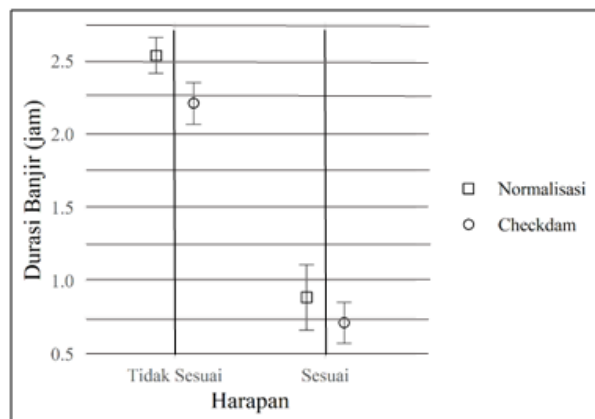 Durasi Banjir (jam)
2.5
2.0
1.5
1.0
0.5
Tidak Sesuai
Sesuai
Harapan
Normalisasi
Checkdam